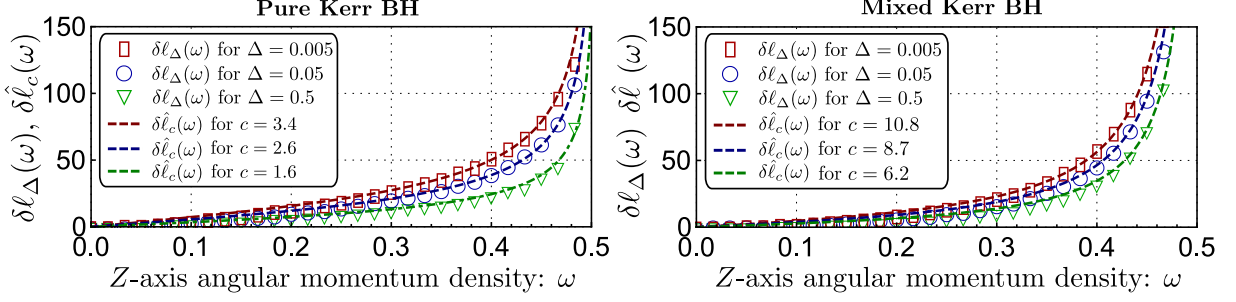 Pure Kerr BH
δℓ_Δ(ω), δℓ̂_c(ω)
150
100
50
0
δℓ_Δ(ω) for Δ = 0.005
δℓ_Δ(ω) for Δ = 0.05
δℓ_Δ(ω) for Δ = 0.5
δℓ̂_c(ω) for c = 3.4
δℓ̂_c(ω) for c = 2.6
δℓ̂_c(ω) for c = 1.6
0.0 0.1 0.2 0.3 0.4 0.5
Z-axis angular momentum density: ω
Mixed Kerr BH
δℓ_Δ(ω) δℓ̂ (ω)
150
100
50
0
δℓ_Δ(ω) for Δ = 0.005
δℓ_Δ(ω) for Δ = 0.05
δℓ_Δ(ω) for Δ = 0.5
δℓ̂_c(ω) for c = 10.8
δℓ̂_c(ω) for c = 8.7
δℓ̂_c(ω) for c = 6.2
0.0 0.1 0.2 0.3 0.4 0.5
Z-axis angular momentum density: ω